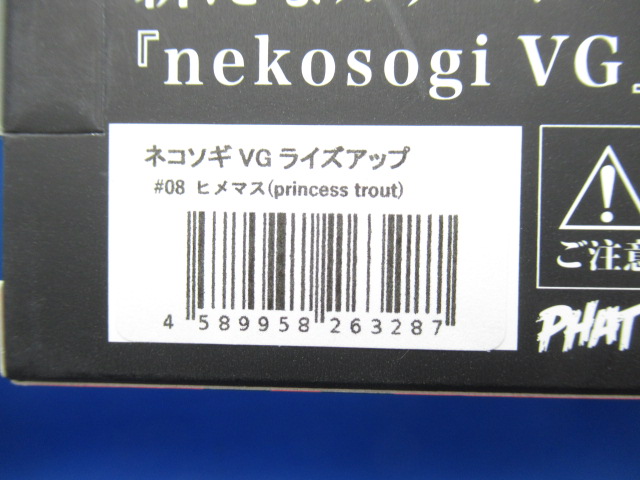 『nekosogi VG』
ネコソギ VG ライズアップ
#08 ヒメマス(princess trout)
4 589958 263287
ご注意
PHAT